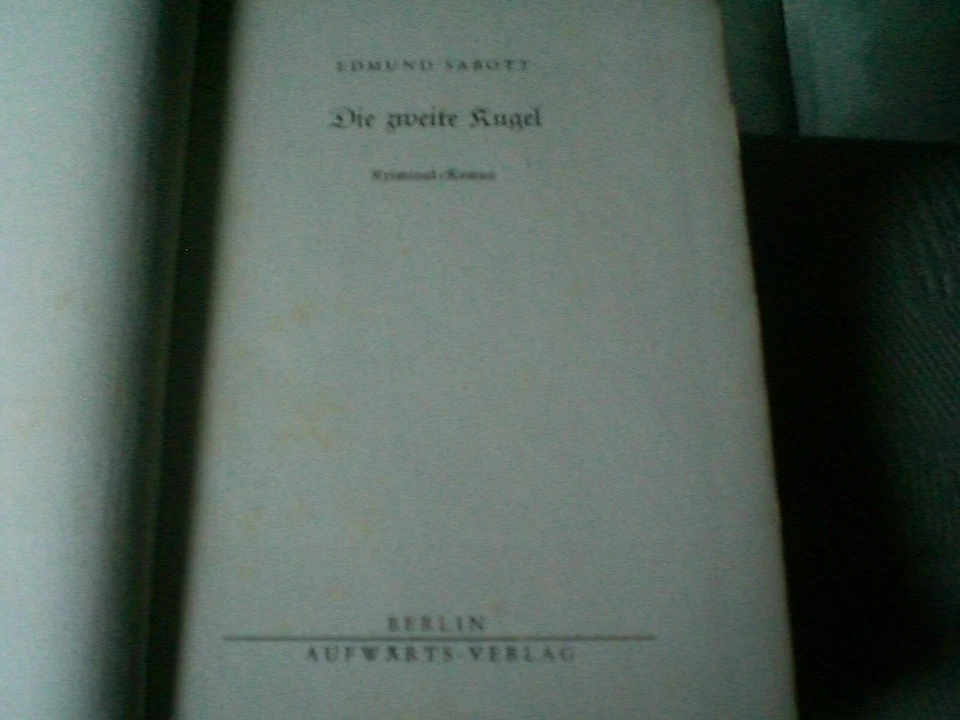 EDMUND SABOTT
Die zweite Kugel
Kriminal-Roman
BERLIN
AUFWÄRTS-VERLAG